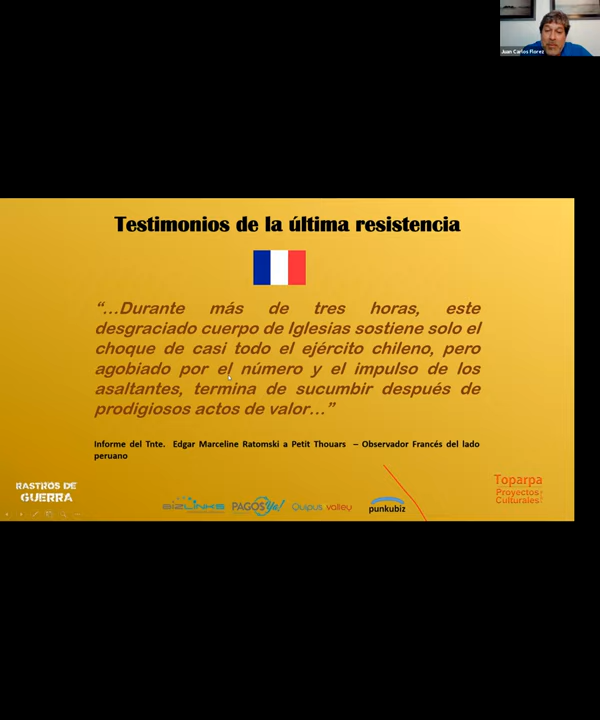 Juan Carlos Florez
Testimonios de la última resistencia
“...Durante más de tres horas, este
desgraciado cuerpo de Iglesias sostiene solo el
choque de casi todo el ejército chileno, pero
agobiado por el número y el impulso de los
asaltantes, termina de sucumbir después de
prodigiosos actos de valor...”
Informe del Tnte. Edgar Marceline Ratomski a Petit Thouars – Observador Francés del lado
peruano
RASTROS DE
GUERRA
BIZLINKS
PAGOS Ya!
Quipus valley
punkubiz
Toparpa
Proyectos
Culturales